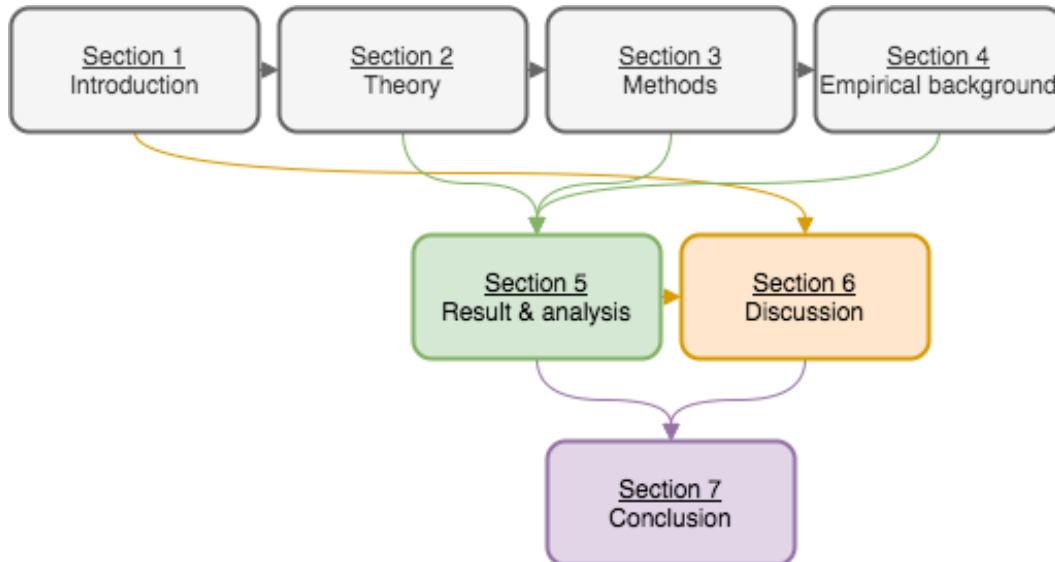 Section 1
Introduction
Section 2
Theory
Section 3
Methods
Section 4
Empirical background
Section 5
Result & analysis
Section 6
Discussion
Section 7
Conclusion